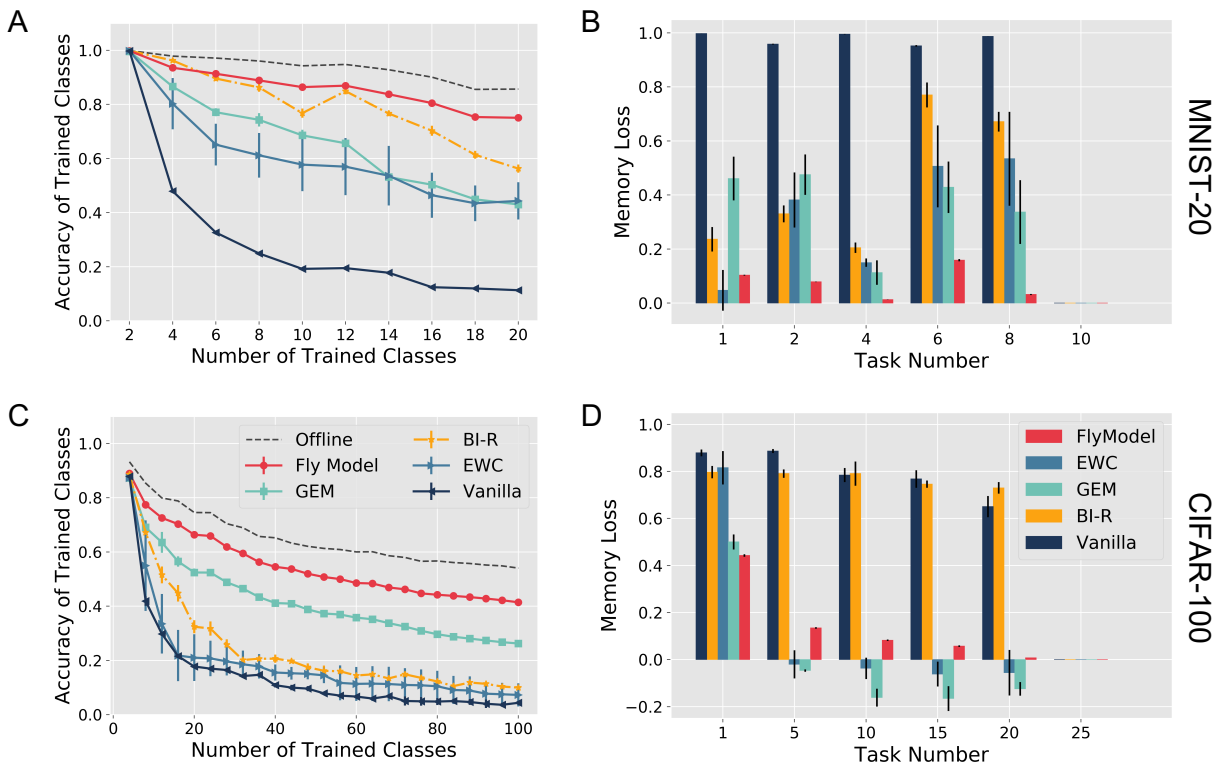 A
Accuracy of Trained Classes
1.0
0.8
0.6
0.4
0.2
0.0
2 4 6 8 10 12 14 16 18 20
Number of Trained Classes
B
Memory Loss
1.0
0.8
0.6
0.4
0.2
0.0
1 2 4 6 8 10
Task Number
MNIST-20
C
Accuracy of Trained Classes
1.0
0.8
0.6
0.4
0.2
0.0
0 20 40 60 80 100
Number of Trained Classes
Offline
Fly Model
GEM
BI-R
EWC
Vanilla
D
Memory Loss
1.0
0.8
0.6
0.4
0.2
0.0
−0.2
1 5 10 15 20 25
Task Number
FlyModel
EWC
GEM
BI-R
Vanilla
CIFAR-100